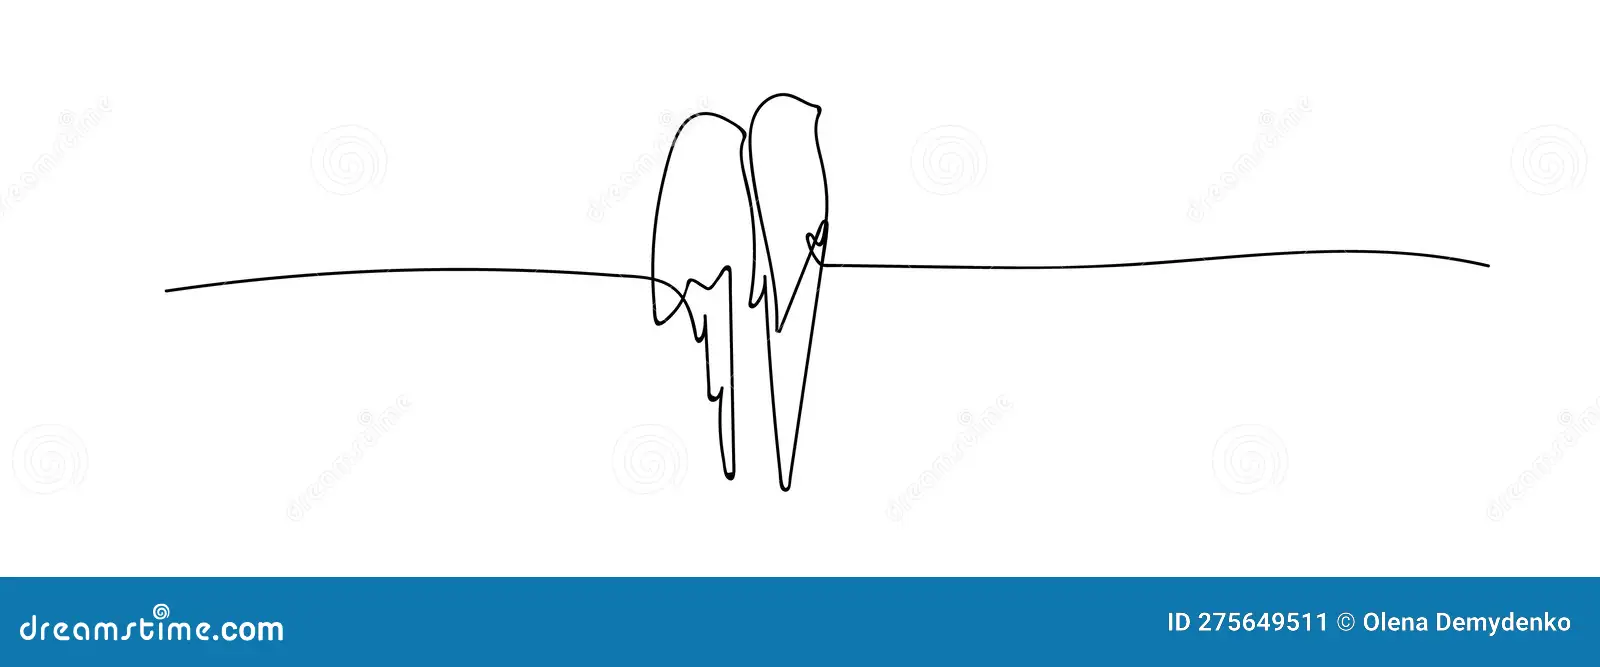 dreamstime.com
ID 275649511 © Olena Demydenko